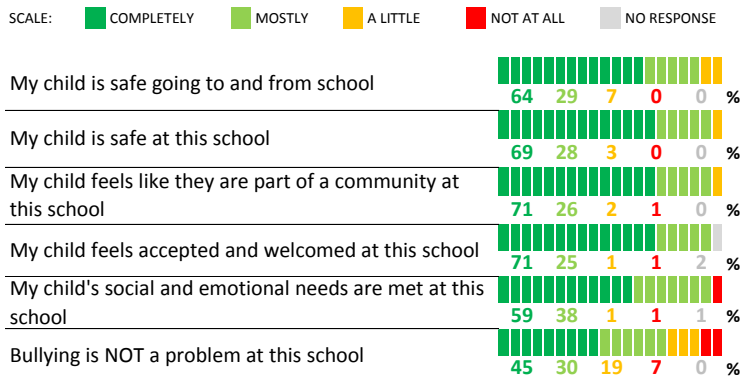 SCALE: COMPLETELY MOSTLY A LITTLE NOT AT ALL NO RESPONSE
My child is safe going to and from school
64 29 7 0 0 %
My child is safe at this school
69 28 3 0 0 %
My child feels like they are part of a community at
this school
71 26 2 1 0 %
My child feels accepted and welcomed at this school
71 25 1 1 2 %
My child's social and emotional needs are met at this
school
59 38 1 1 1 %
Bullying is NOT a problem at this school
45 30 19 7 0 %